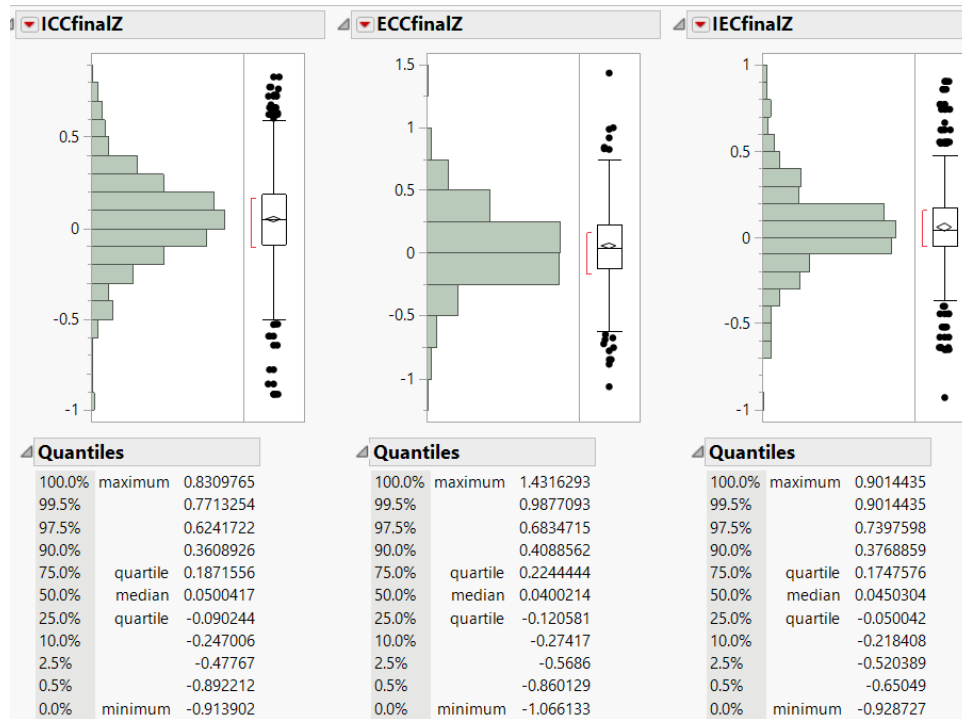 ICCfinalZ
0.5
0
-0.5
-1
Quantiles
100.0% maximum 0.8309765
99.5% 0.7713254
97.5% 0.6241722
90.0% 0.3608926
75.0% quartile 0.1871556
50.0% median 0.0500417
25.0% quartile -0.090244
10.0% -0.247006
2.5% -0.47767
0.5% -0.892212
0.0% minimum -0.913902
ECCfinalZ
1.5
1
0.5
0
-0.5
-1
Quantiles
100.0% maximum 1.4316293
99.5% 0.9877093
97.5% 0.6834715
90.0% 0.4088562
75.0% quartile 0.2244444
50.0% median 0.0400214
25.0% quartile -0.120581
10.0% -0.27417
2.5% -0.5686
0.5% -0.860129
0.0% minimum -1.066133
IECfinalZ
1
0.5
0
-0.5
-1
Quantiles
100.0% maximum 0.9014435
99.5% 0.9014435
97.5% 0.7397598
90.0% 0.3768859
75.0% quartile 0.1747576
50.0% median 0.0450304
25.0% quartile -0.050042
10.0% -0.218408
2.5% -0.520389
0.5% -0.65049
0.0% minimum -0.928727